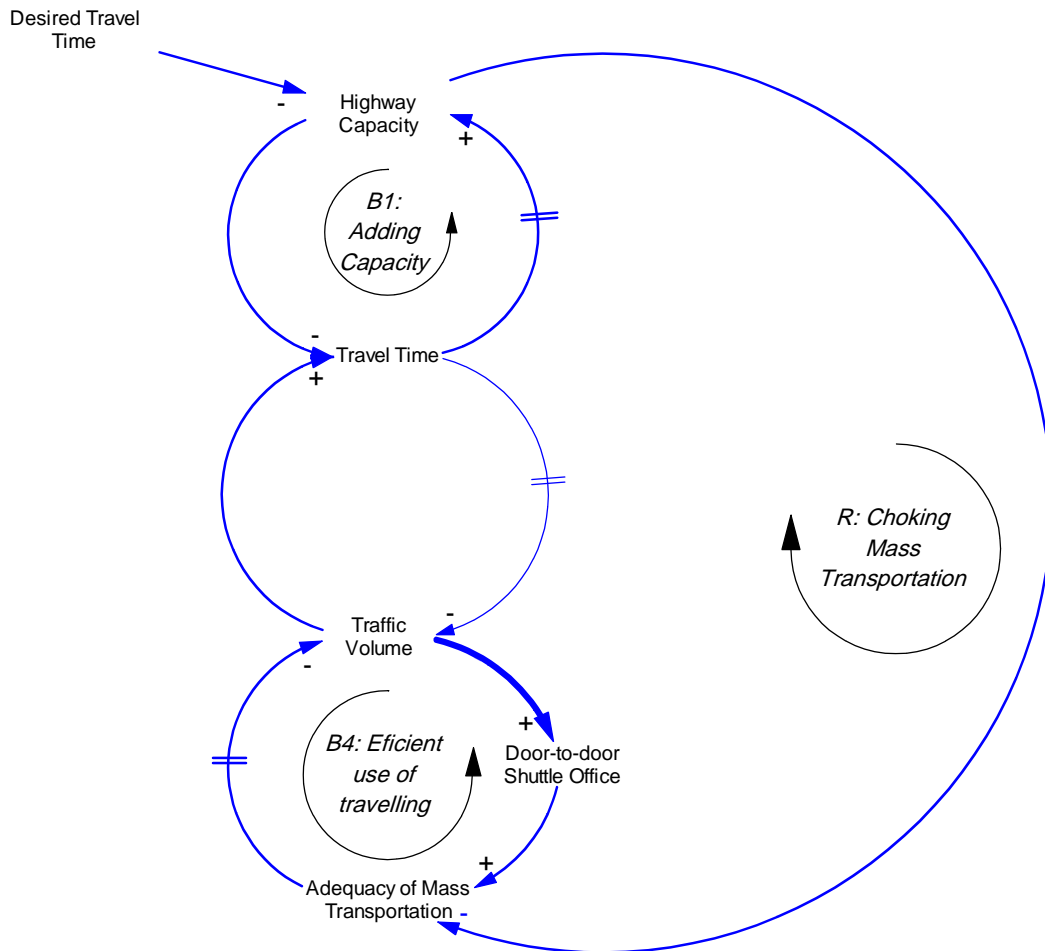 Desired Travel
Time
-
Highway
Capacity
+
B1:
Adding
Capacity
-
Travel Time
+
R: Choking
Mass
Transportation
-
Traffic
Volume
-
+
B4: Eficient
use of
travelling
Door-to-door
Shuttle Office
+
Adequacy of Mass
Transportation -